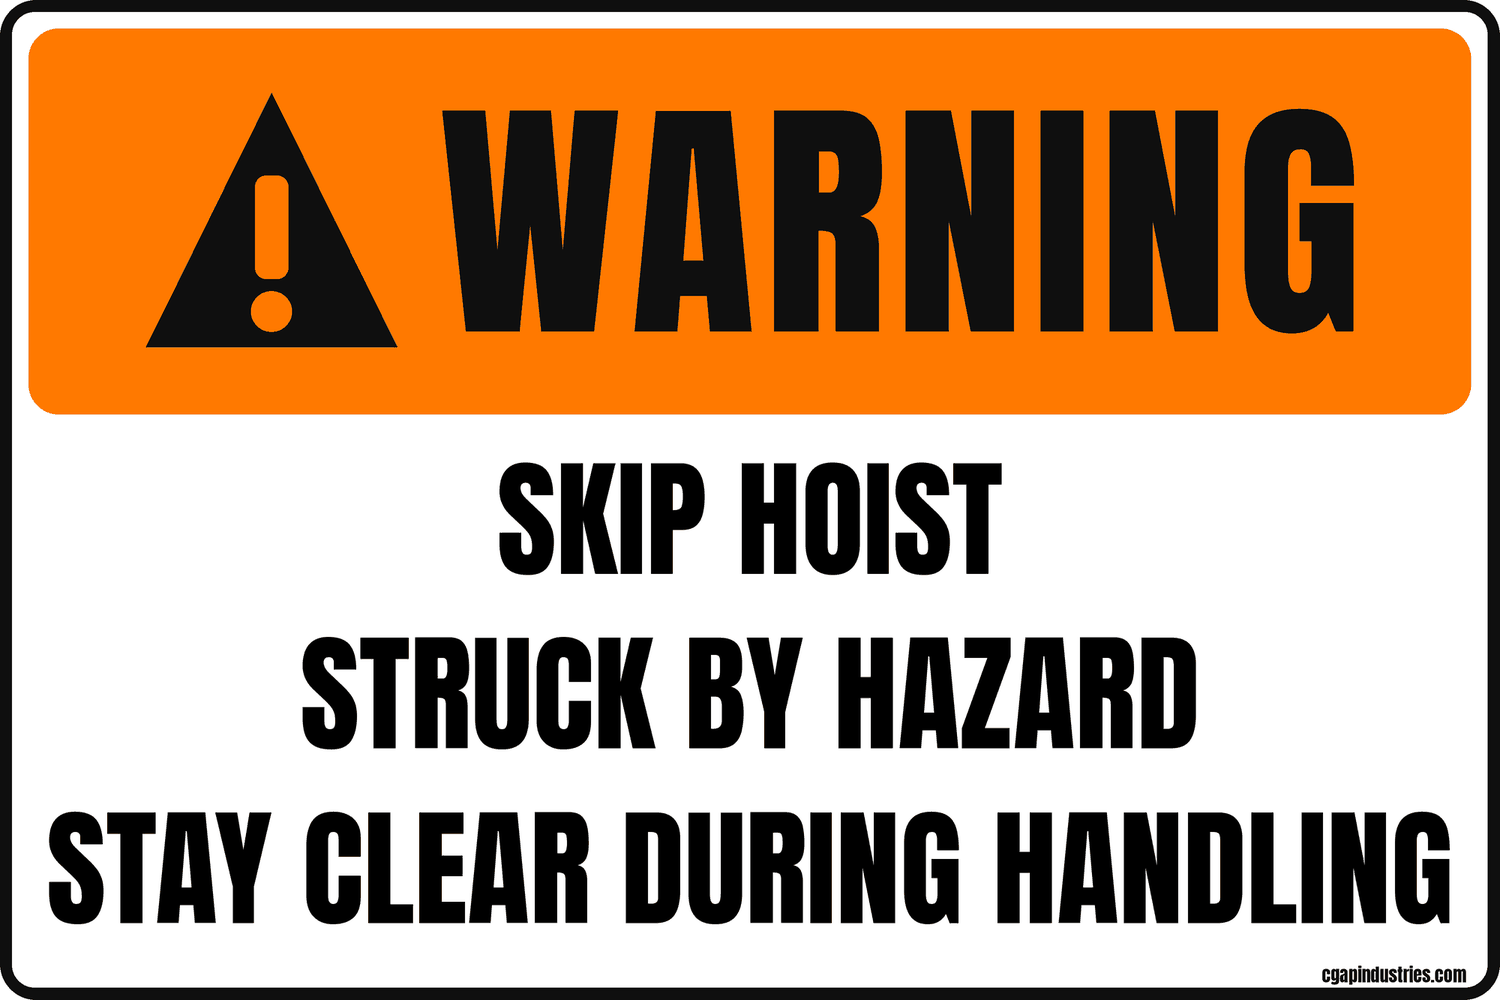 WARNING
SKIP HOIST
STRUCK BY HAZARD
STAY CLEAR DURING HANDLING
cgapindustries.com